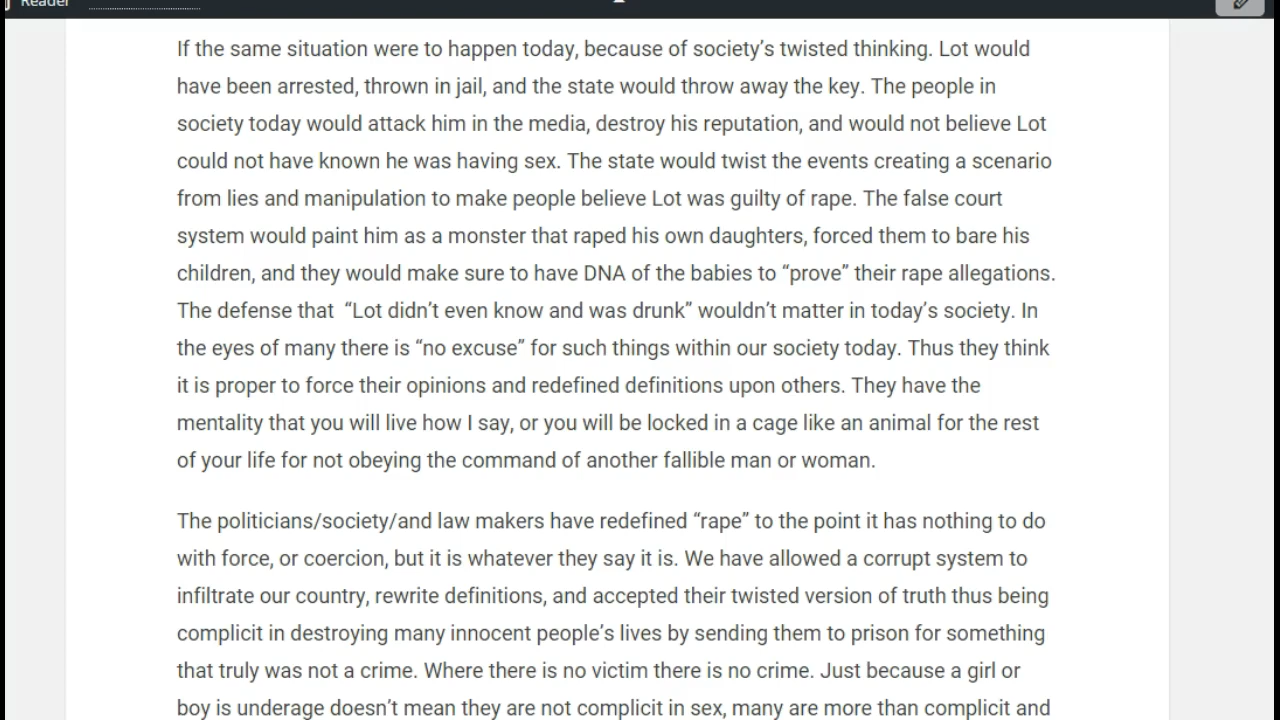 Reader
If the same situation were to happen today, because of society’s twisted thinking. Lot would
have been arrested, thrown in jail, and the state would throw away the key. The people in
society today would attack him in the media, destroy his reputation, and would not believe Lot
could not have known he was having sex. The state would twist the events creating a scenario
from lies and manipulation to make people believe Lot was guilty of rape. The false court
system would paint him as a monster that raped his own daughters, forced them to bare his
children, and they would make sure to have DNA of the babies to “prove” their rape allegations.
The defense that “Lot didn’t even know and was drunk” wouldn’t matter in today’s society. In
the eyes of many there is “no excuse” for such things within our society today. Thus they think
it is proper to force their opinions and redefined definitions upon others. They have the
mentality that you will live how I say, or you will be locked in a cage like an animal for the rest
of your life for not obeying the command of another fallible man or woman.
The politicians/society/and law makers have redefined “rape” to the point it has nothing to do
with force, or coercion, but it is whatever they say it is. We have allowed a corrupt system to
infiltrate our country, rewrite definitions, and accepted their twisted version of truth thus being
complicit in destroying many innocent people’s lives by sending them to prison for something
that truly was not a crime. Where there is no victim there is no crime. Just because a girl or
boy is underage doesn’t mean they are not complicit in sex, many are more than complicit and